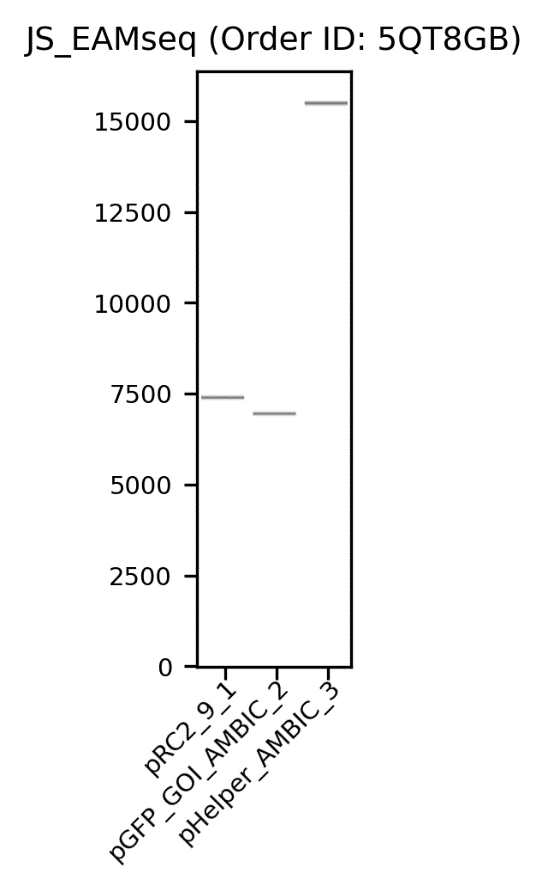 JS_EAMseq (Order ID: 5QT8GB)
15000
12500
10000
7500
5000
2500
0
pRC2_9_1
pGFP_GOI_AMBIC_2
pHelper_AMBIC_3